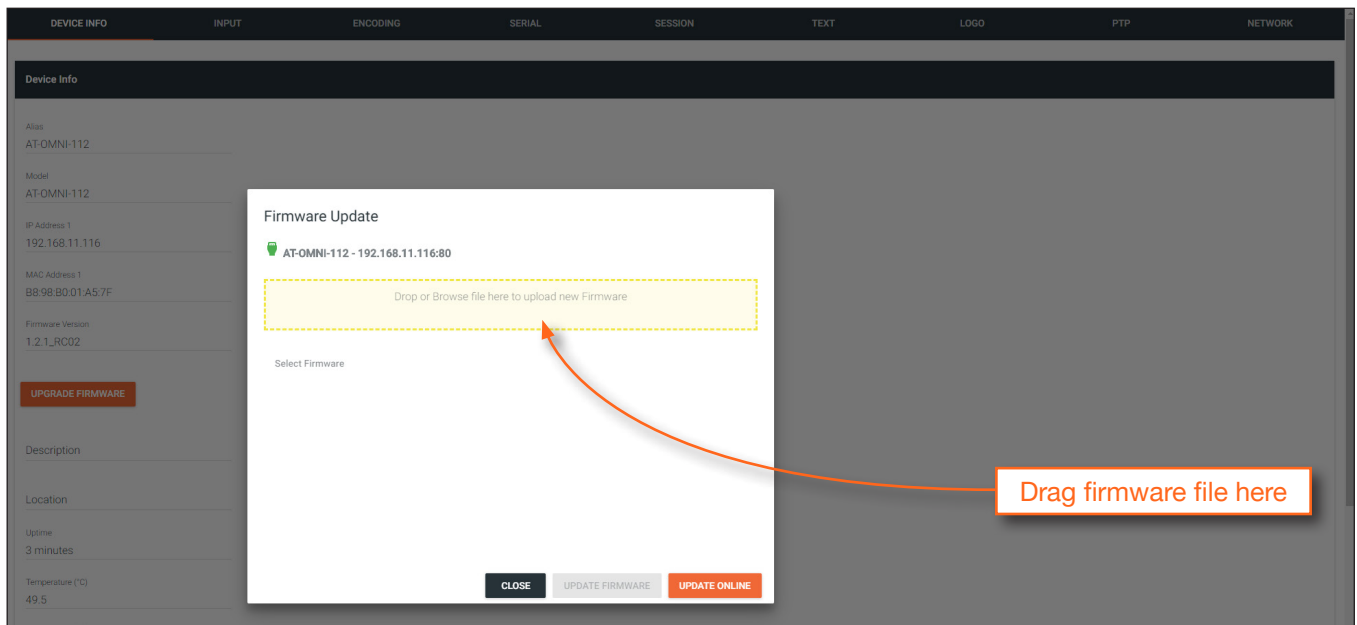 DEVICE INFO INPUT ENCODING SERIAL SESSION TEXT LOGO PTP NETWORK
Device Info
Alias
AT-OMNI-112
Model
AT-OMNI-112
IP Address 1
192.168.11.116
MAC Address 1
B8:98:B0:01:A5:7F
Firmware Version
1.2.1_RC02
UPGRADE FIRMWARE
Description
Location
Uptime
3 minutes
Temperature (°C)
49.5
Firmware Update
AT-OMNI-112 - 192.168.11.116:80
Drop or Browse file here to upload new Firmware
Select Firmware
CLOSE UPDATE FIRMWARE UPDATE ONLINE
Drag firmware file here